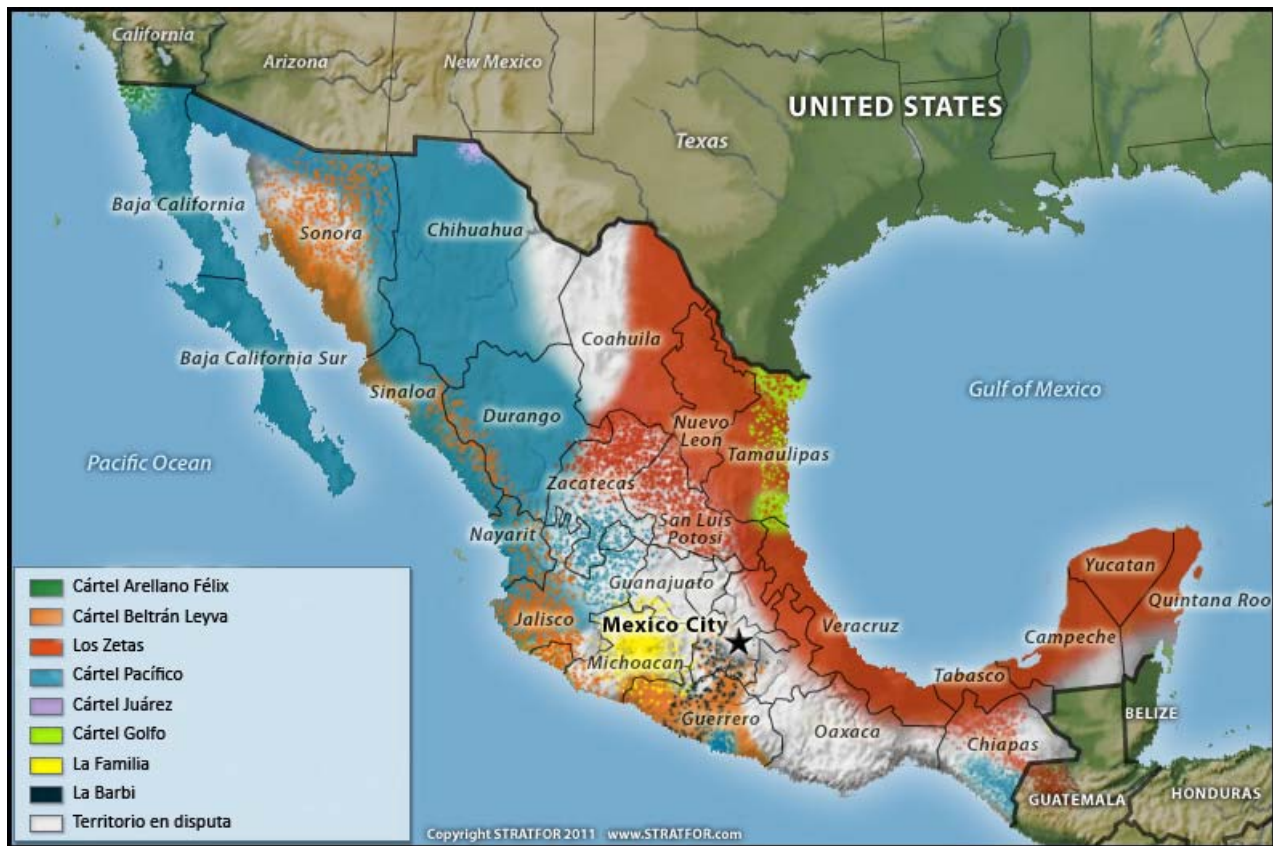 California
Arizona
New Mexico
UNITED STATES
Texas
Baja California
Sonora
Chihuahua
Coahuila
Baja California Sur
Sinaloa
Durango
Gulf of Mexico
Nuevo
Leon
Tamaulipas
Pacific Ocean
Zacatecas
San Luis
Potosi
Nayarit
Guanajuato
Yucatan
Quintana Roo
Jalisco
Mexico City
Veracruz
Campeche
Michoacan
Tabasco
Guerrero
Oaxaca
Chiapas
BELIZE
GUATEMALA
HONDURAS
Cártel Arellano Félix
Cártel Beltrán Leyva
Los Zetas
Cártel Pacífico
Cártel Juárez
Cártel Golfo
La Familia
La Barbi
Territorio en disputa
Copyright STRATFOR 2011 www.STRATFOR.com